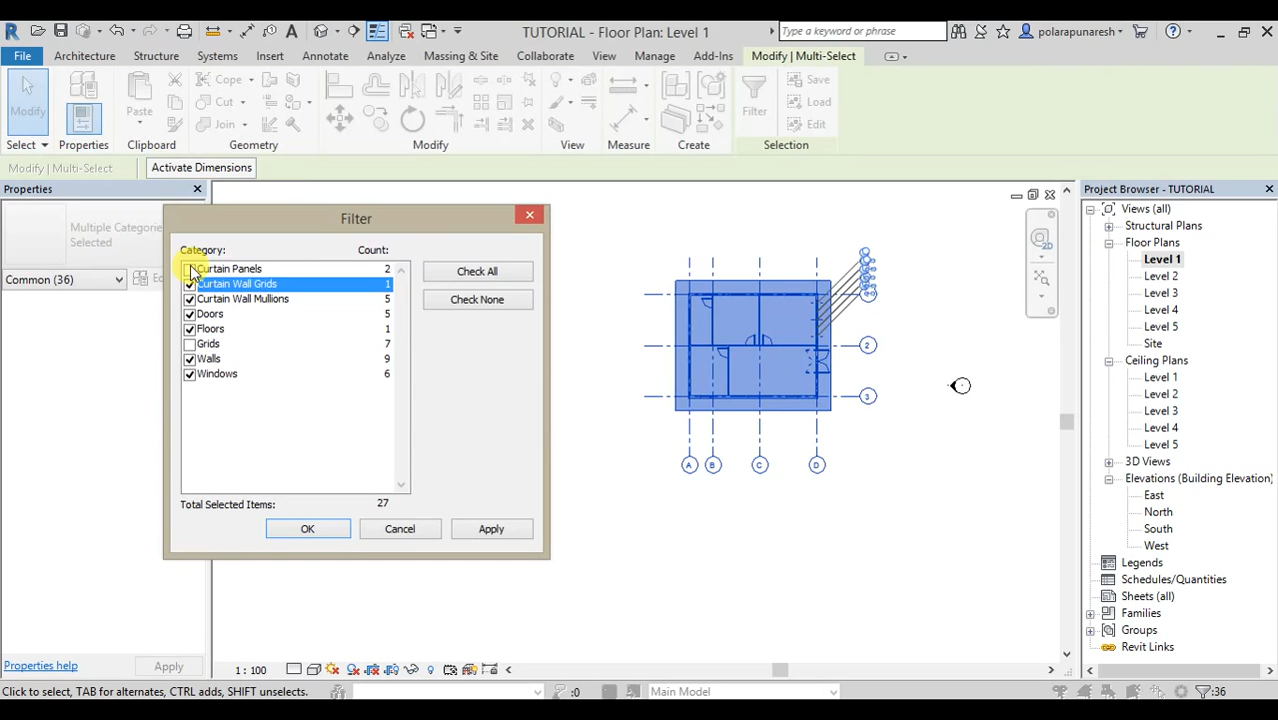 TUTORIAL - Floor Plan: Level 1
Type a keyword or phrase
polarapunaresh
File
Architecture
Structure
Systems
Insert
Annotate
Analyze
Massing & Site
Collaborate
View
Manage
Add-Ins
Modify | Multi-Select
Modify
Paste
Cope
Cut
Join
Filter
Save
Load
Edit
Select
Properties
Clipboard
Geometry
Modify
View
Measure
Create
Selection
Modify | Multi-Select
Activate Dimensions
Properties
Multiple Categorie
Selected
Common (36)
Filter
Category:
Count:
Curtain Panels 2
Curtain Wall Grids 1
Curtain Wall Mullions 5
Doors 5
Floors 1
Grids 7
Walls 9
Windows 6
Check All
Check None
Total Selected Items: 27
OK
Cancel
Apply
2
3
A
B
C
D
2D
Project Browser - TUTORIAL
Views (all)
Structural Plans
Floor Plans
Level 1
Level 2
Level 3
Level 4
Level 5
Site
Ceiling Plans
Level 1
Level 2
Level 3
Level 4
Level 5
3D Views
Elevations (Building Elevation)
East
North
South
West
Legends
Schedules/Quantities
Sheets (all)
Families
Groups
Revit Links
Properties help
Apply
1 : 100
Click to select, TAB for alternates, CTRL adds, SHIFT unselects.
:0
Main Model
:36